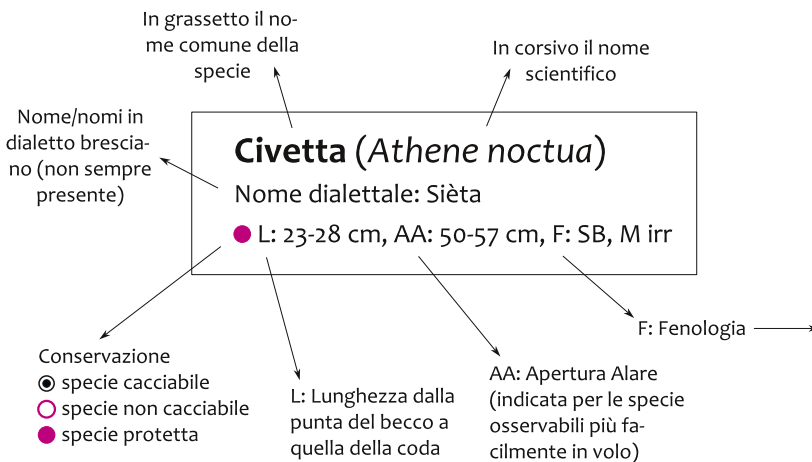 In grassetto il no-
me comune della
specie
In corsivo il nome
scientifico
Nome/nomi in
dialetto brescia-
no (non sempre
presente)
Civetta (Athene noctua)
Nome dialettale: Sièta
L: 23-28 cm, AA: 50-57 cm, F: SB, M irr
F: Fenologia
Conservazione
specie cacciabile
specie non cacciabile
specie protetta
L: Lunghezza dalla
punta del becco a
quella della coda
AA: Apertura Alare
(indicata per le specie
osservabili più fa-
cilmente in volo)